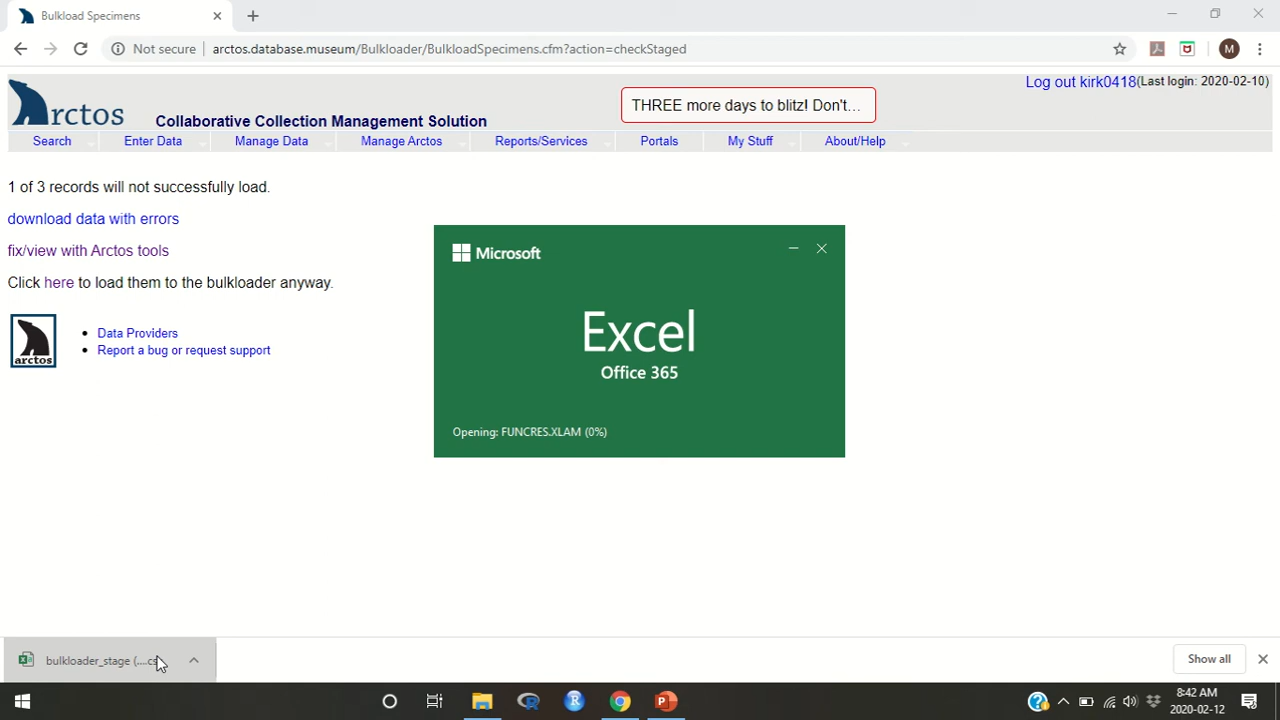 Bulkload Specimens
Not secure
arctos.database.museum/Bulkloader/BulkloadSpecimens.cfm?action=checkStaged
M
Log out kirk0418(Last login: 2020-02-10)
THREE more days to blitz! Don't...
arctos
Collaborative Collection Management Solution
Search
Enter Data
Manage Data
Manage Arctos
Reports/Services
Portals
My Stuff
About/Help
1 of 3 records will not successfully load.
download data with errors
fix/view with Arctos tools
Click here to load them to the bulkloader anyway.
arctos
Data Providers
Report a bug or request support
Microsoft
Excel
Office 365
Opening: FUNCRES.XLAM (0%)
bulkloader_stage (....cs
Show all
8:42 AM
2020-02-12